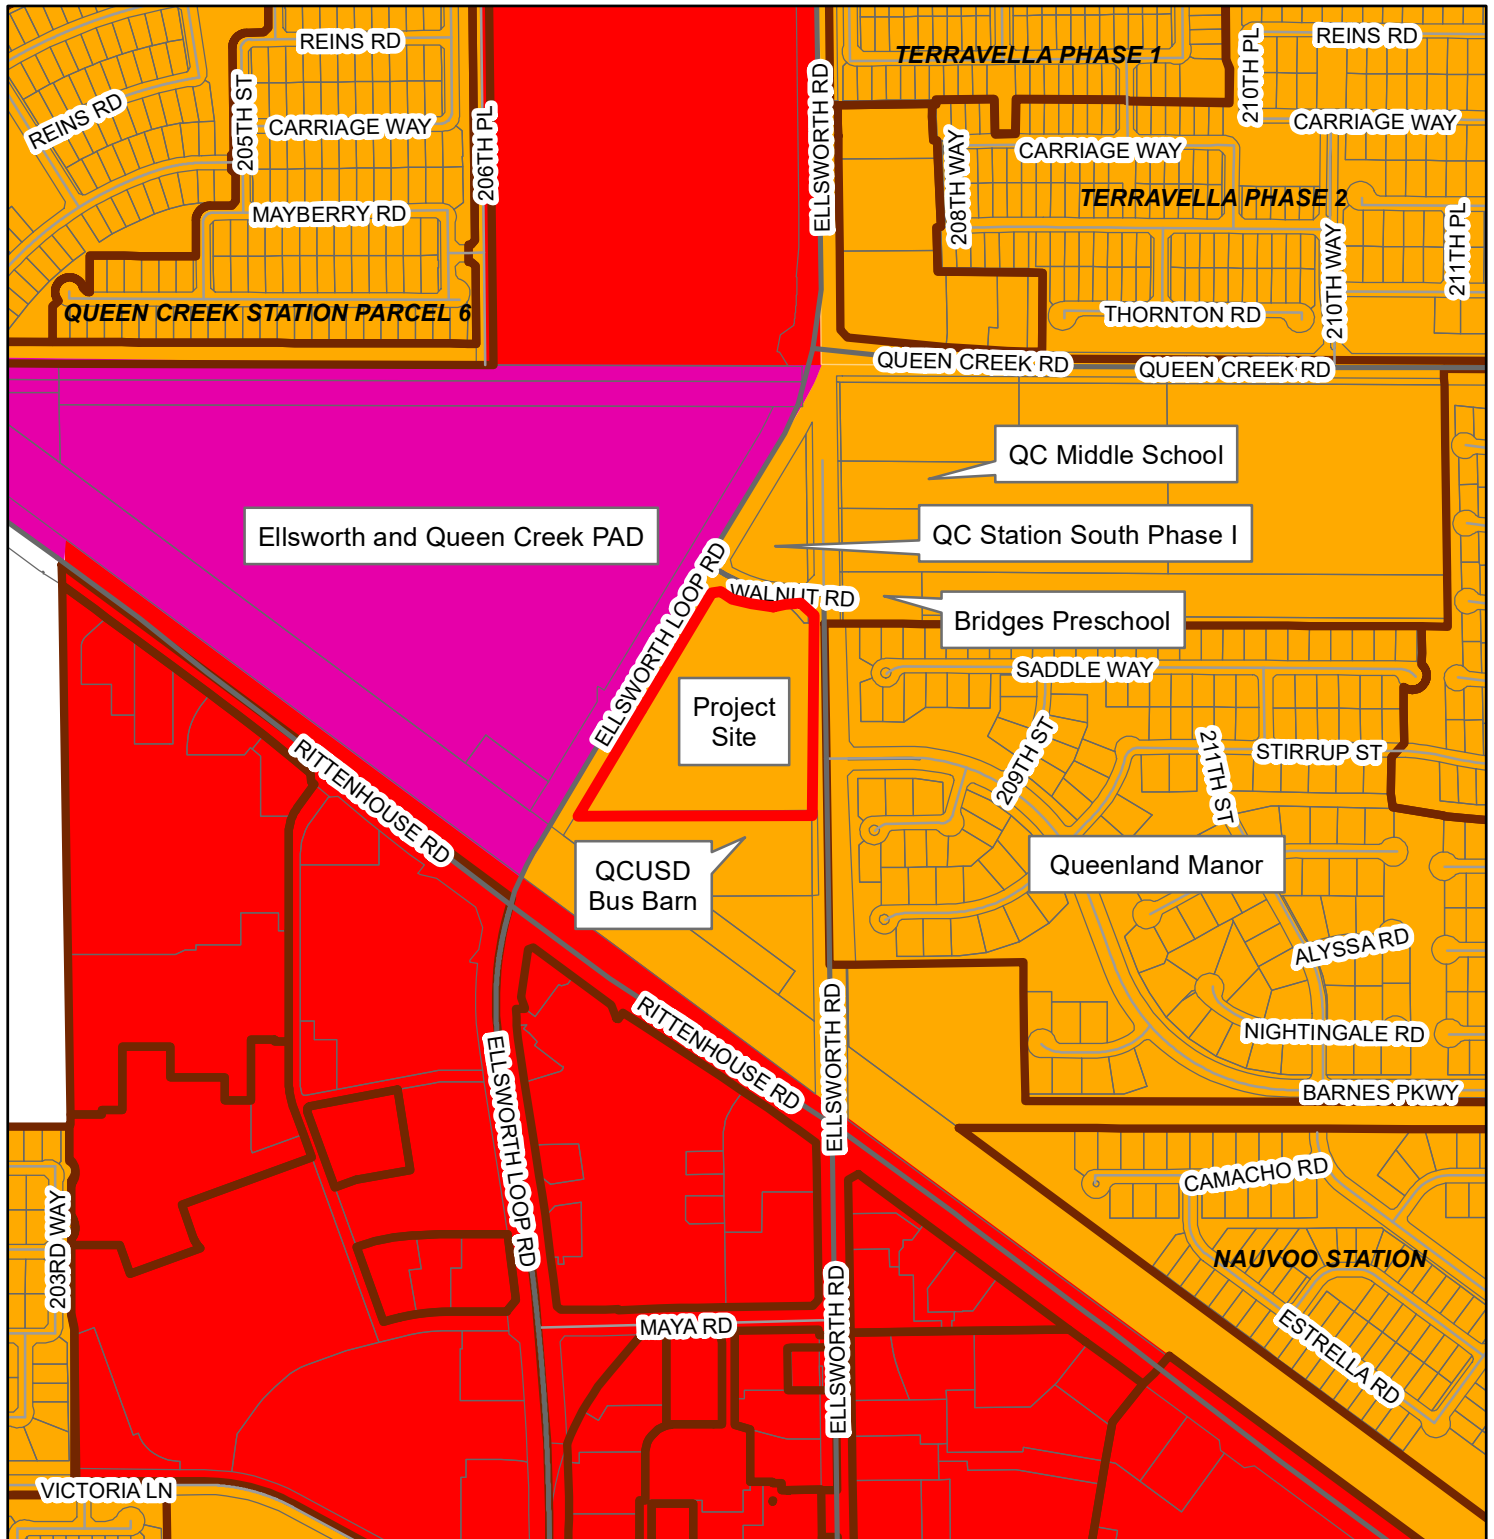 REINS RD
TERRAVELLA PHASE 1
REINS RD
210TH PL
ELLSWORTH RD
REINS RD
205TH ST
CARRIAGE WAY
206TH PL
CARRIAGE WAY
208TH WAY
CARRIAGE WAY
TERRAVELLA PHASE 2
MAYBERRY RD
211TH PL
210TH WAY
QUEEN CREEK STATION PARCEL 6
THORNTON RD
QUEEN CREEK RD
QUEEN CREEK RD
QC Middle School
Ellsworth and Queen Creek PAD
QC Station South Phase I
ELLSWORTH LOOP RD
WALNUT RD
Bridges Preschool
SADDLE WAY
Project
Site
209TH ST
211TH ST
STIRRUP ST
RITTENHOUSE RD
QCUSD
Bus Barn
Queenland Manor
ALYSSA RD
RITTENHOUSE RD
ELLSWORTH RD
NIGHTINGALE RD
BARNES PKWY
ELLSWORTH LOOP RD
CAMACHO RD
203RD WAY
NAUVOO STATION
ELLSWORTH RD
MAYA RD
ESTRELLA RD
VICTORIA LN